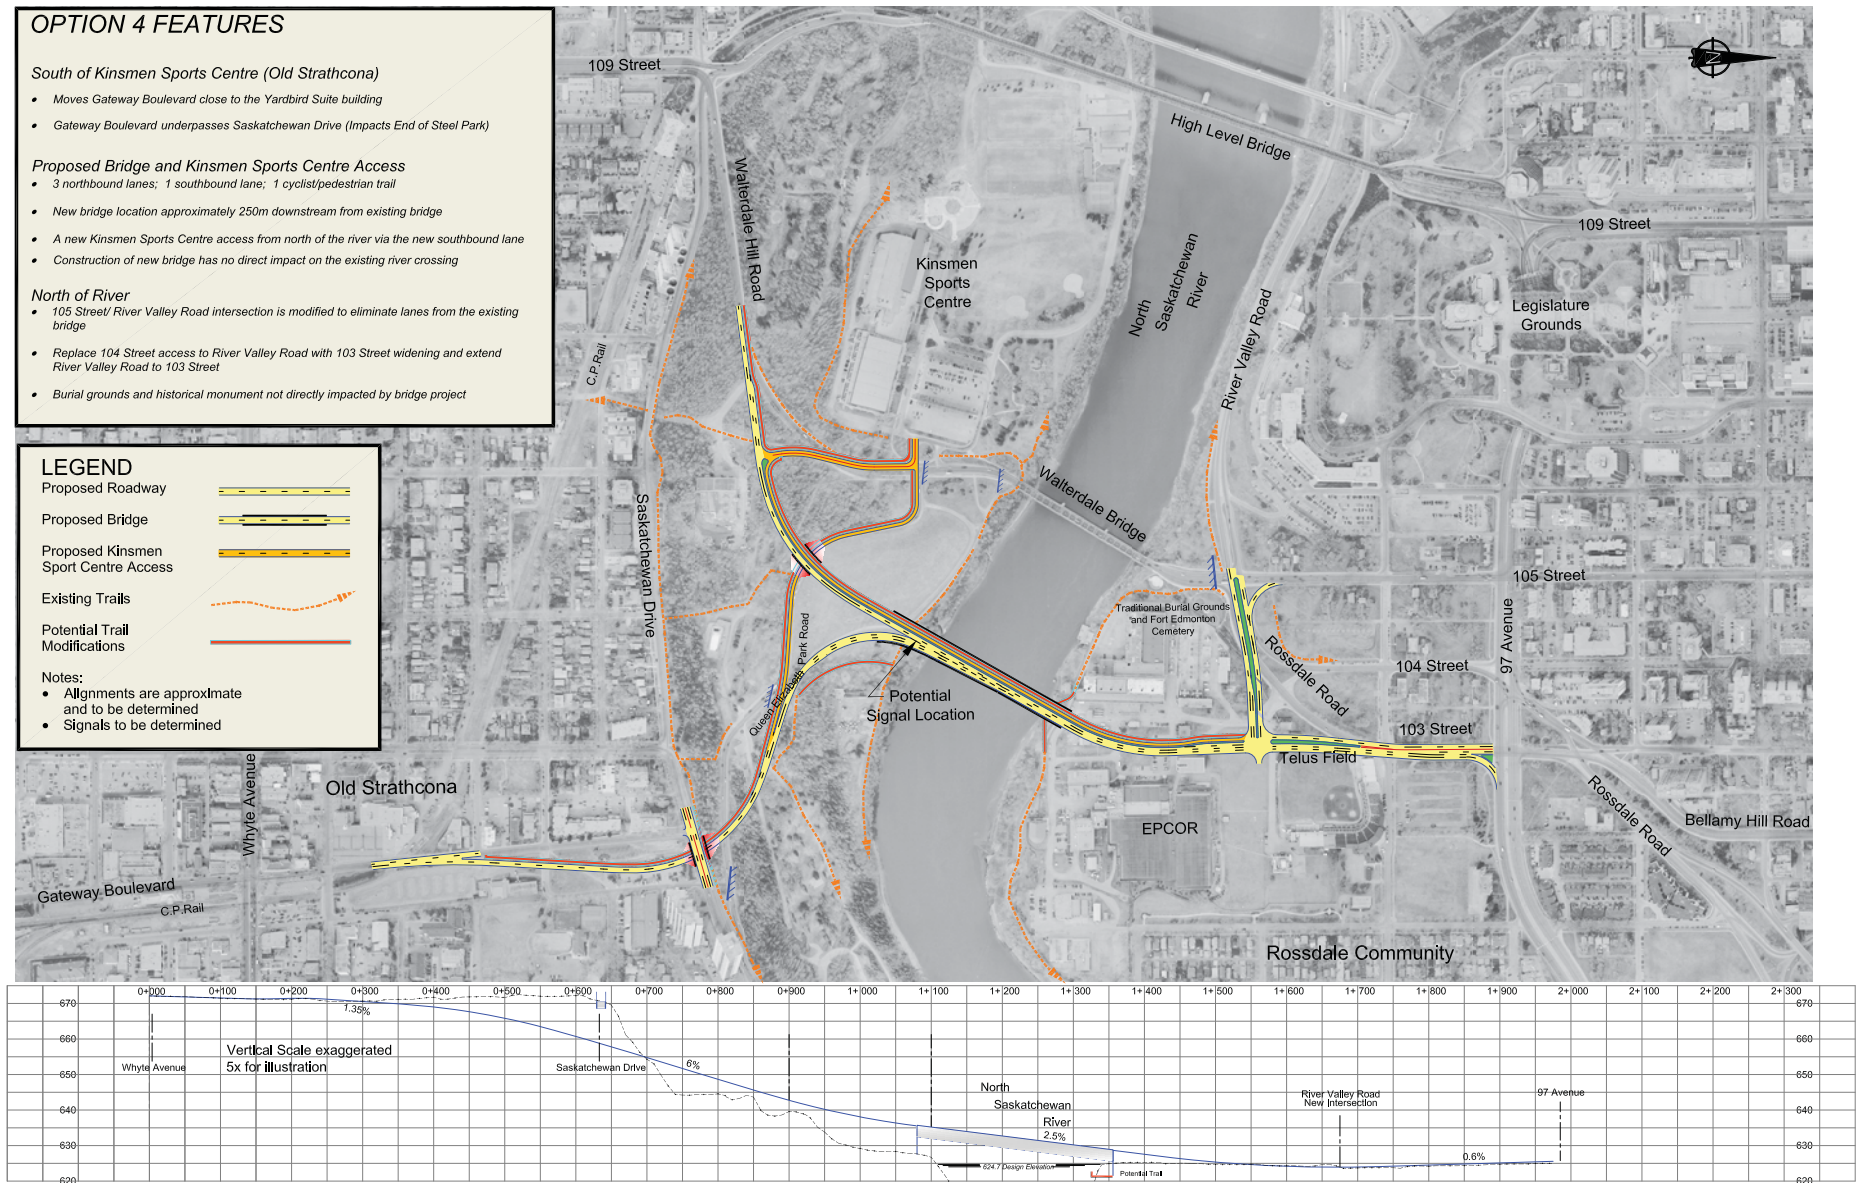 OPTION 4 FEATURES
South of Kinsmen Sports Centre (Old Strathcona)
• Moves Gateway Boulevard close to the Yardbird Suite building
• Gateway Boulevard underpasses Saskatchewan Drive (Impacts End of Steel Park)
Proposed Bridge and Kinsmen Sports Centre Access
• 3 northbound lanes; 1 southbound lane; 1 cyclist/pedestrian trail
• New bridge location approximately 250m downstream from existing bridge
• A new Kinsmen Sports Centre access from north of the river via the new southbound lane
• Construction of new bridge has no direct impact on the existing river crossing
North of River
• 105 Street/ River Valley Road intersection is modified to eliminate lanes from the existing
bridge
• Replace 104 Street access to River Valley Road with 103 Street widening and extend
River Valley Road to 103 Street
• Burial grounds and historical monument not directly impacted by bridge project
LEGEND
Proposed Roadway
Proposed Bridge
Proposed Kinsmen
Sport Centre Access
Existing Trails
Potential Trail
Modifications
Notes:
• Alignments are approximate
and to be determined
• Signals to be determined
109 Street
Walterdale Hill Road
High Level Bridge
N
109 Street
Kinsmen
Sports
Centre
North
Saskatchewan
River
River Valley Road
Legislature
Grounds
C.P.Rail
Saskatchewan Drive
Walterdale Bridge
105 Street
97 Avenue
Traditional Burial Grounds
and Fort Edmonton
Cemetery
Queen Elizabeth Park Road
Rossdale Road
104 Street
Potential
Signal Location
103 Street
Telus Field
Old Strathcona
Whyte Avenue
Gateway Boulevard
C.P.Rail
EPCOR
Rossdale Road
Bellamy Hill Road
Rossdale Community
0+000 0+100 0+200 0+300 0+400 0+500 0+600 0+700 0+800 0+900 1+000 1+100 1+200 1+300 1+400 1+500 1+600 1+700 1+800 1+900 2+000 2+100 2+200 2+300
670 670
1.35%
660 660
Vertical Scale exaggerated
5x for illustration
Whyte Avenue
Saskatchewan Drive
6%
650 650
North
Saskatchewan
River
2.5%
River Valley Road
New Intersection
97 Avenue
640 640
630 630
624.7 Design Elevation
Potential Trail
0.6%
620 620